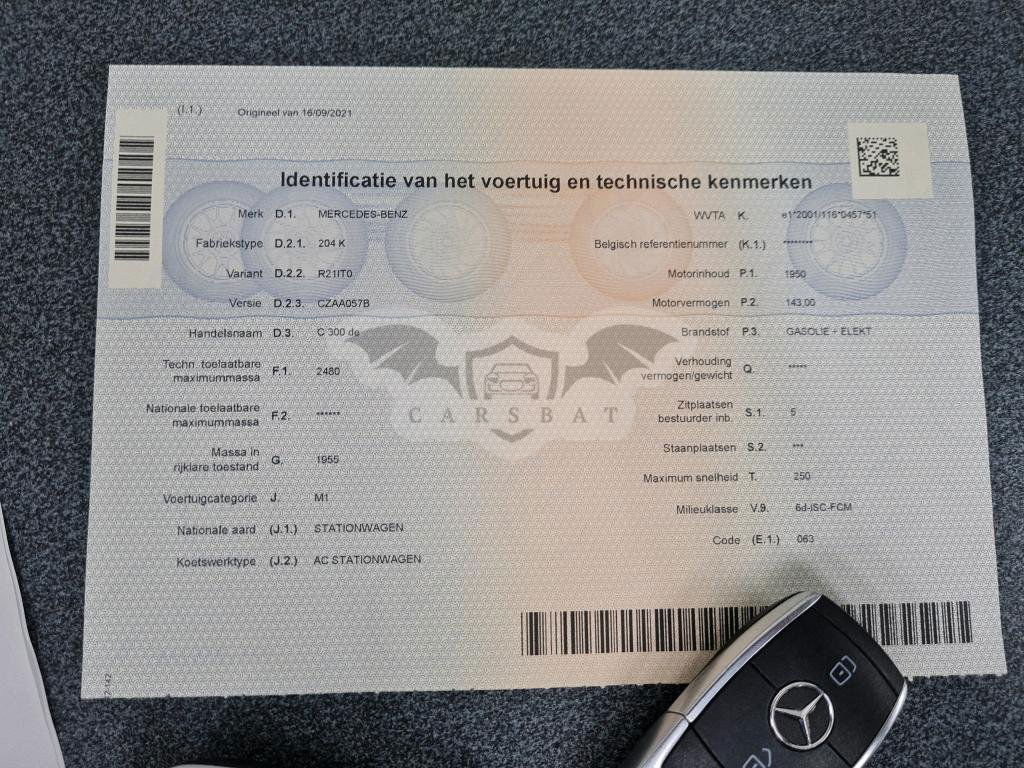 (I.1.) Origineel van 16/09/2021
Identificatie van het voertuig en technische kenmerken
Merk D.1. MERCEDES-BENZ
Fabriekstype D.2.1. 204 K
Variant D.2.2. R21IT0
Versie D.2.3. CZAA057B
Handelsnaam D.3. C 300 de
Techn. toelaatbare
maximummassa F.1. 2480
Nationale toelaatbare
maximummassa F.2. ******
Massa in
rijklare toestand G. 1955
Voertuigcategorie J. M1
Nationale aard (J.1.) STATIONWAGEN
Koetswerktype (J.2.) AC STATIONWAGEN
WVTA K. e1*2001/116*0457*51
Belgisch referentienummer (K.1.) ********
Motorinhoud P.1. 1950
Motorvermogen P.2. 143,00
Brandstof P.3. GASOLIE + ELEKT
Verhouding
vermogen/gewicht Q. *****
Zitplaatsen
bestuurder inb. S.1. 5
Staanplaatsen S.2. ***
Maximum snelheid T. 250
Milieuklasse V.9. 6d-ISC-FCM
Code (E.1.) 063
CARSBAT